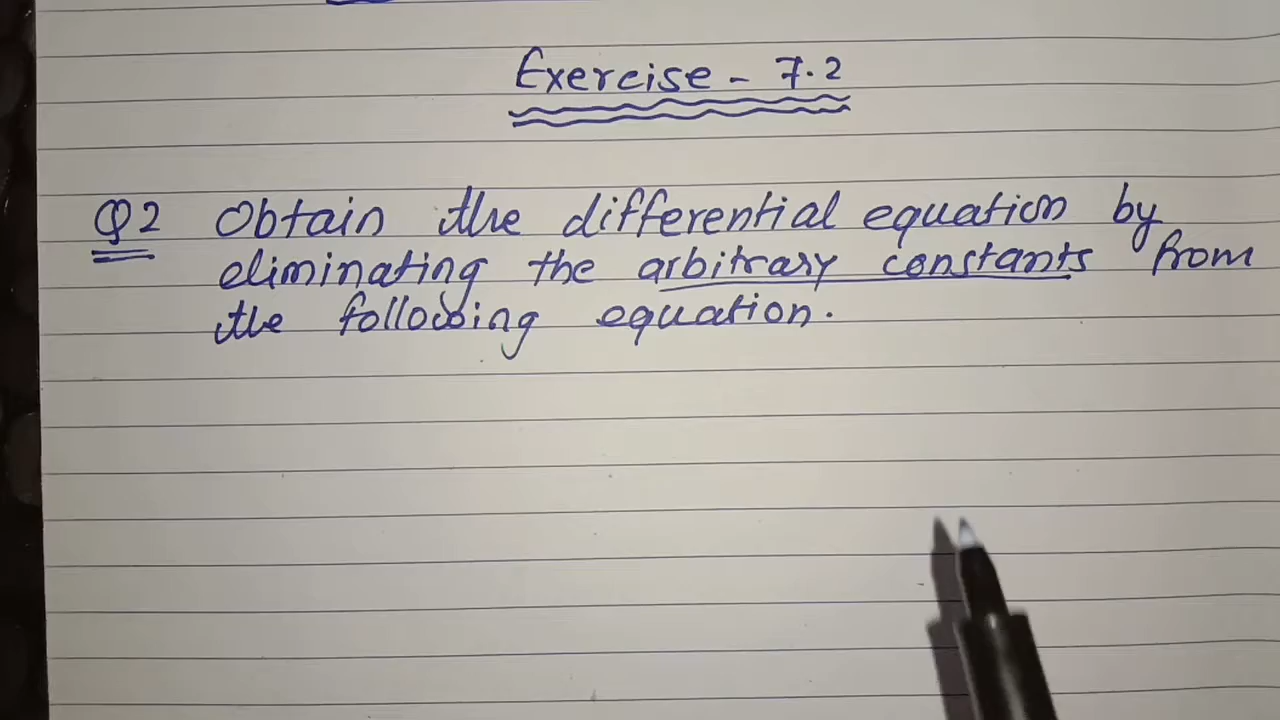 Exercise - 7.2
Q2 Obtain the differential equation by
eliminating the arbitrary constants from
the following equation.